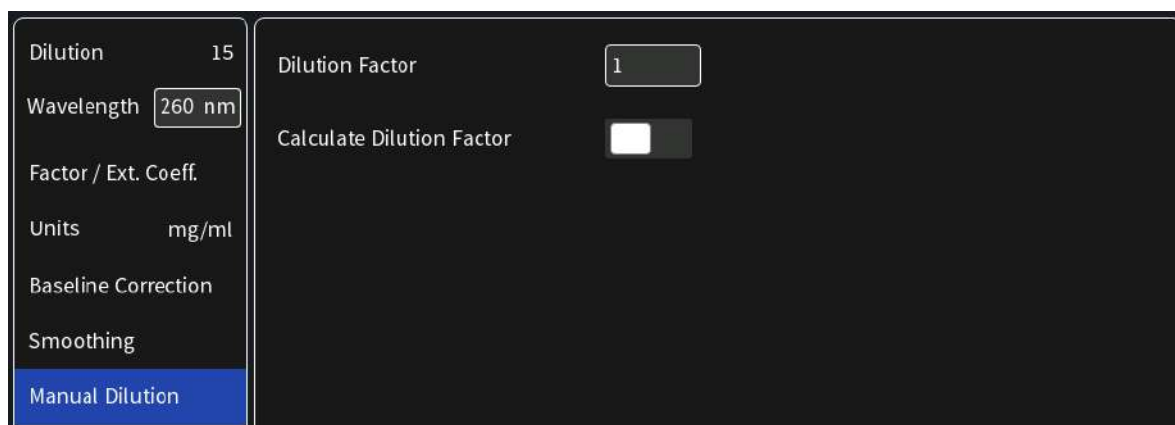 Dilution 15
Wavelength 260 nm
Factor / Ext. Coeff.
Units mg/ml
Baseline Correction
Smoothing
Manual Dilution
Dilution Factor 1
Calculate Dilution Factor